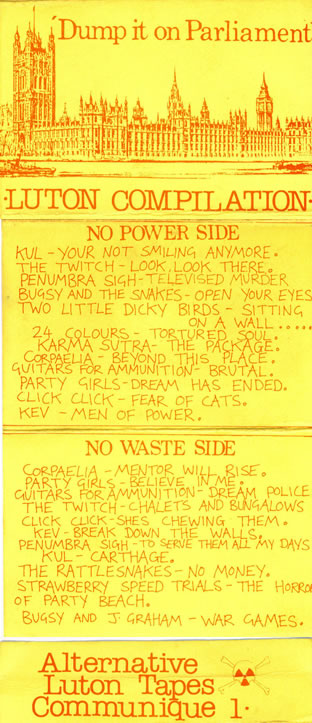 'Dump it on Parliament'
·LUTON COMPILATION·
NO POWER SIDE
KUL - YOUR NOT SMILING ANYMORE.
THE TWITCH - LOOK, LOOK THERE.
PENUMBRA SIGH - TELEVISED MURDER
BUGSY AND THE SNAKES - OPEN YOUR EYES
TWO LITTLE DICKY BIRDS - SITTING
ON A WALL.....
24 COLOURS - TORTURED SOUL.
KARMA SUTRA - THE PACKAGE.
CORPAELIA - BEYOND THIS PLACE.
GUITARS FOR AMMUNITION - BRUTAL.
PARTY GIRLS - DREAM HAS ENDED.
CLICK CLICK - FEAR OF CATS.
KEV - MEN OF POWER.
NO WASTE SIDE
CORPAELIA - MENTOR WILL RISE.
PARTY GIRLS - BELIEVE IN ME.
GUITARS FOR AMMUNITION - DREAM POLICE
THE TWITCH - CHALETS AND BUNGALOWS
CLICK CLICK - SHES CHEWING THEM.
KEV - BREAK DOWN THE WALLS.
PENUMBRA SIGH - TO SERVE THEM ALL MY DAYS
KUL - CARTHAGE.
THE RATTLESNAKES - NO MONEY.
STRAWBERRY SPEED TRIALS - THE HORROR
OF PARTY BEACH.
BUGSY AND J GRAHAM - WAR GAMES.
Alternative
Luton Tapes
Communique 1·